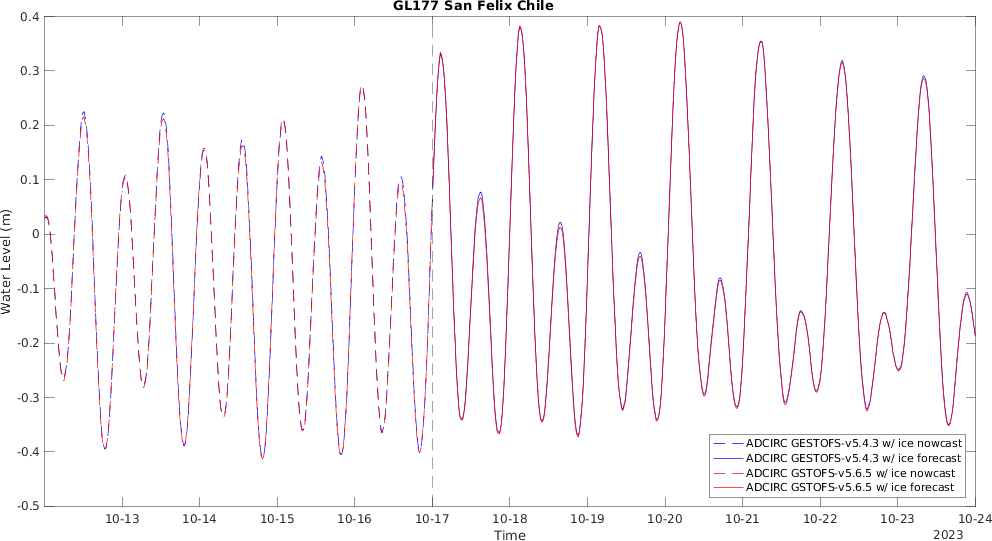 GL177 San Felix Chile
0.4
0.3
0.2
0.1
0
-0.1
-0.2
-0.3
-0.4
-0.5
Water Level (m)
ADCIRC GESTOFS-v5.4.3 w/ ice nowcast
ADCIRC GESTOFS-v5.4.3 w/ ice forecast
ADCIRC GSTOFS-v5.6.5 w/ ice nowcast
ADCIRC GSTOFS-v5.6.5 w/ ice forecast
10-13 10-14 10-15 10-16 10-17 10-18 10-19 10-20 10-21 10-22 10-23 10-24
Time
2023